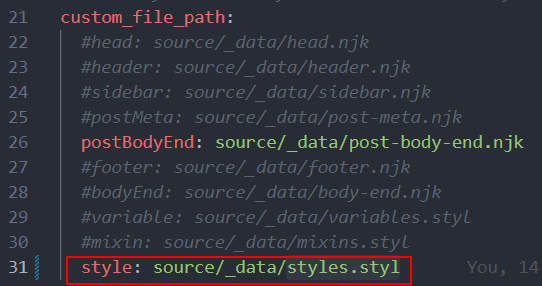 21 custom_file_path:
22 #head: source/_data/head.njk
23 #header: source/_data/header.njk
24 #sidebar: source/_data/sidebar.njk
25 #postMeta: source/_data/post-meta.njk
26 postBodyEnd: source/_data/post-body-end.njk
27 #footer: source/_data/footer.njk
28 #bodyEnd: source/_data/body-end.njk
29 #variable: source/_data/variables.styl
30 #mixin: source/_data/mixins.styl
31 style: source/_data/styles.styl You, 14